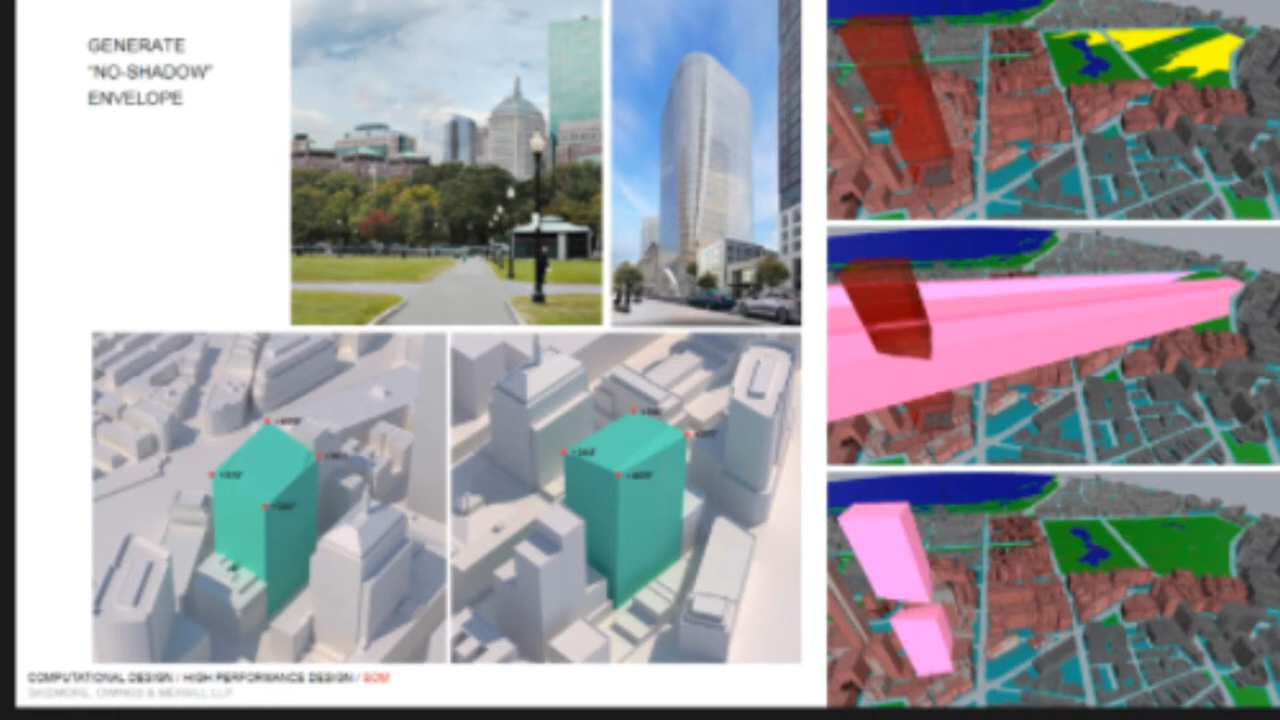 GENERATE
"NO-SHADOW"
ENVELOPE
COMPUTATIONAL DESIGN / HIGH PERFORMANCE DESIGN / SOM
SKIDMORE, OWINGS & MERRILL LLP